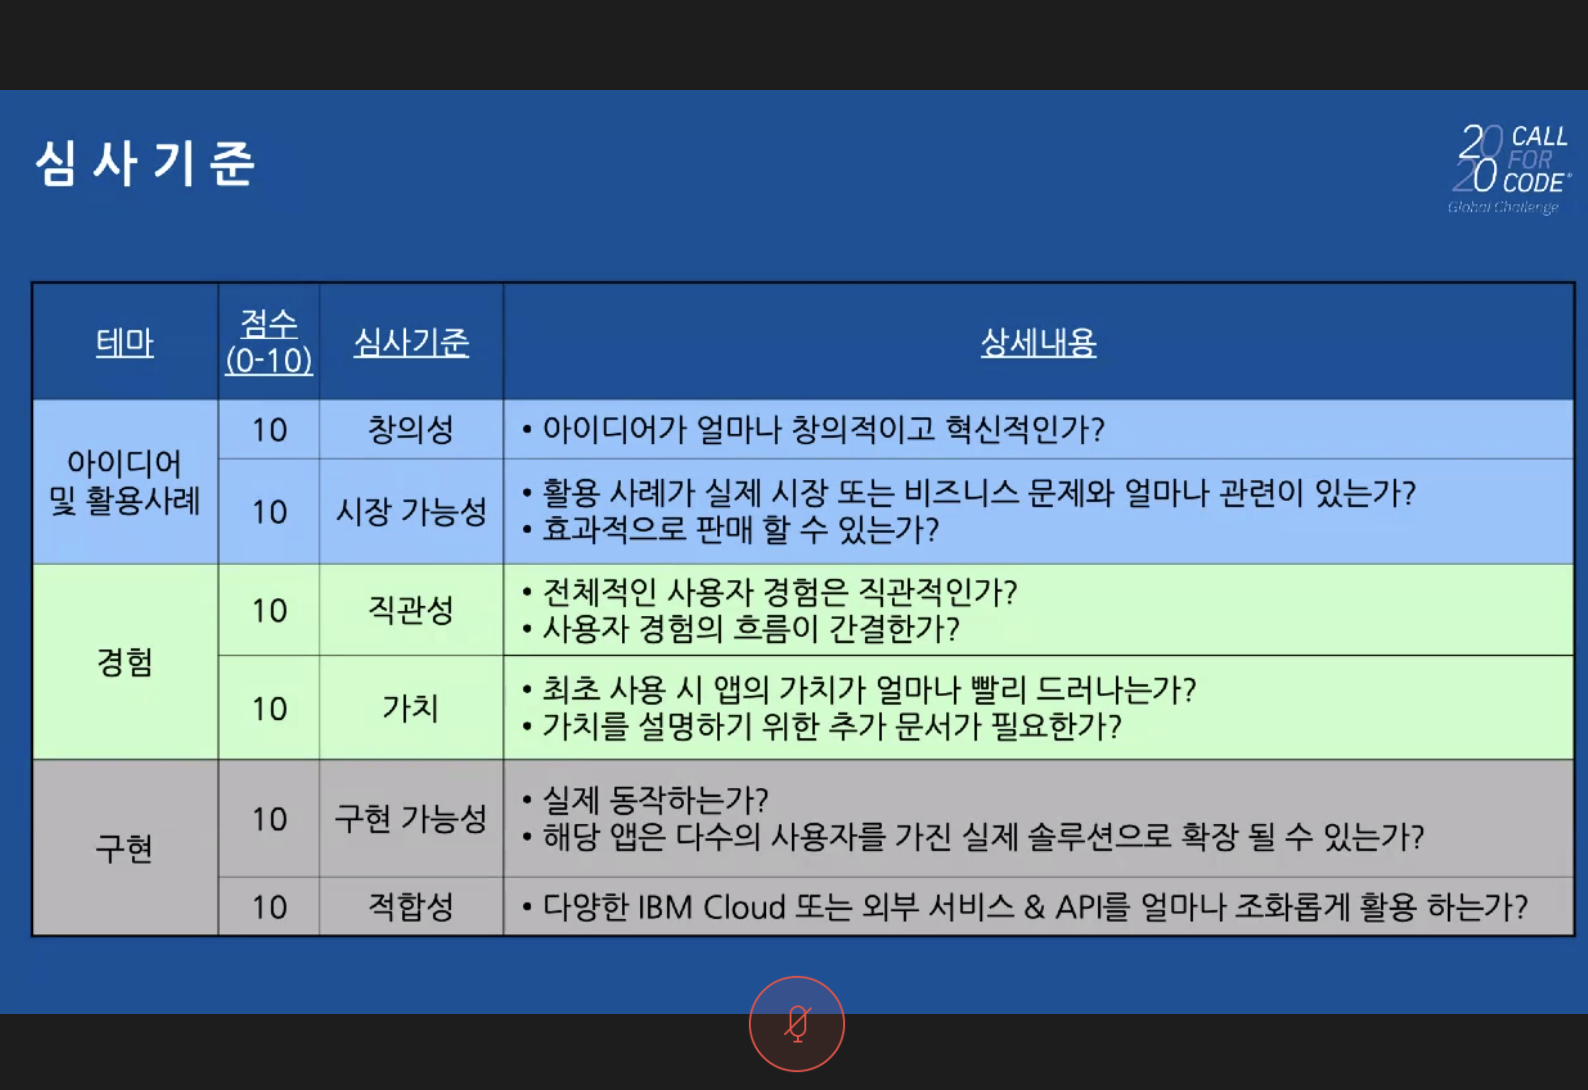 심사기준
20 CALL
FOR
20 CODE
Global Challenge
테마
점수
(0-10)
심사기준
상세내용
아이디어
및 활용사례
10
창의성
• 아이디어가 얼마나 창의적이고 혁신적인가?
10
시장 가능성
• 활용 사례가 실제 시장 또는 비즈니스 문제와 얼마나 관련이 있는가?
• 효과적으로 판매 할 수 있는가?
경험
10
직관성
• 전체적인 사용자 경험은 직관적인가?
• 사용자 경험의 흐름이 간결한가?
10
가치
• 최초 사용 시 앱의 가치가 얼마나 빨리 드러나는가?
• 가치를 설명하기 위한 추가 문서가 필요한가?
구현
10
구현 가능성
• 실제 동작하는가?
• 해당 앱은 다수의 사용자를 가진 실제 솔루션으로 확장 될 수 있는가?
10
적합성
• 다양한 IBM Cloud 또는 외부 서비스 & API를 얼마나 조화롭게 활용 하는가?